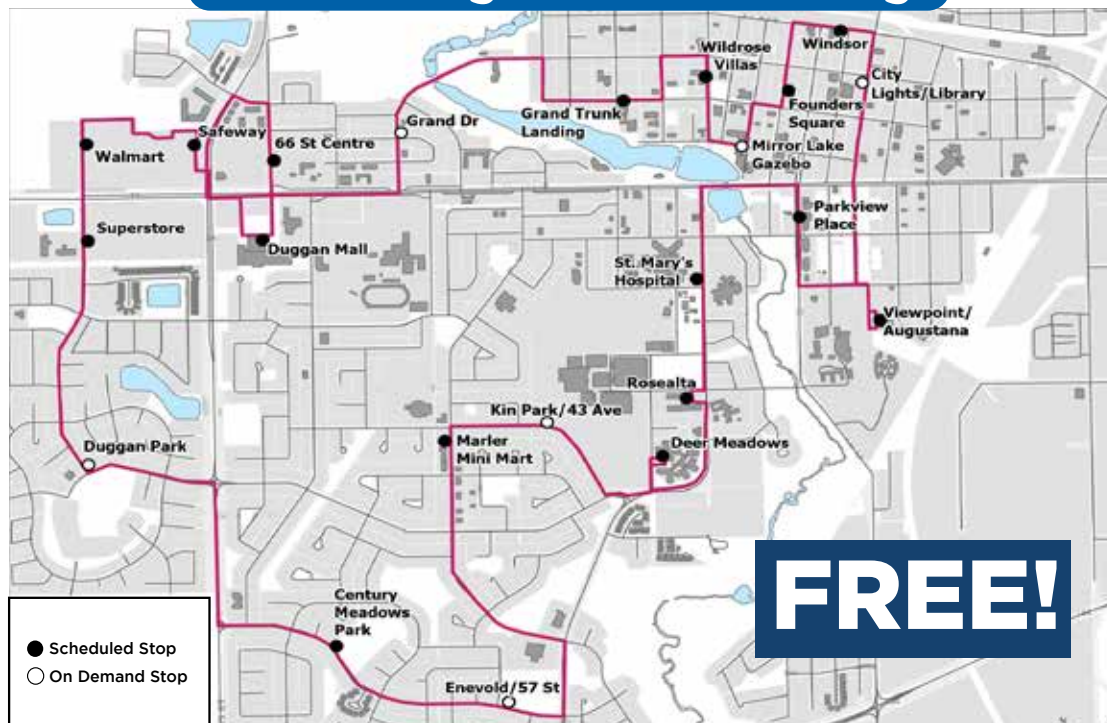 Windsor
Wildrose
Villas
City
Lights/Library
Grand Dr
Grand Trunk
Landing
Founders
Square
Safeway
66 St Centre
Walmart
Mirror Lake
Gazebo
Parkview
Place
Superstore
Duggan Mall
St. Mary's
Hospital
Viewpoint/
Augustana
Rosealta
Kin Park/43 Ave
Marler
Mini Mart
Deer Meadows
Duggan Park
FREE!
Century
Meadows
Park
Scheduled Stop
On Demand Stop
Enevold/57 St